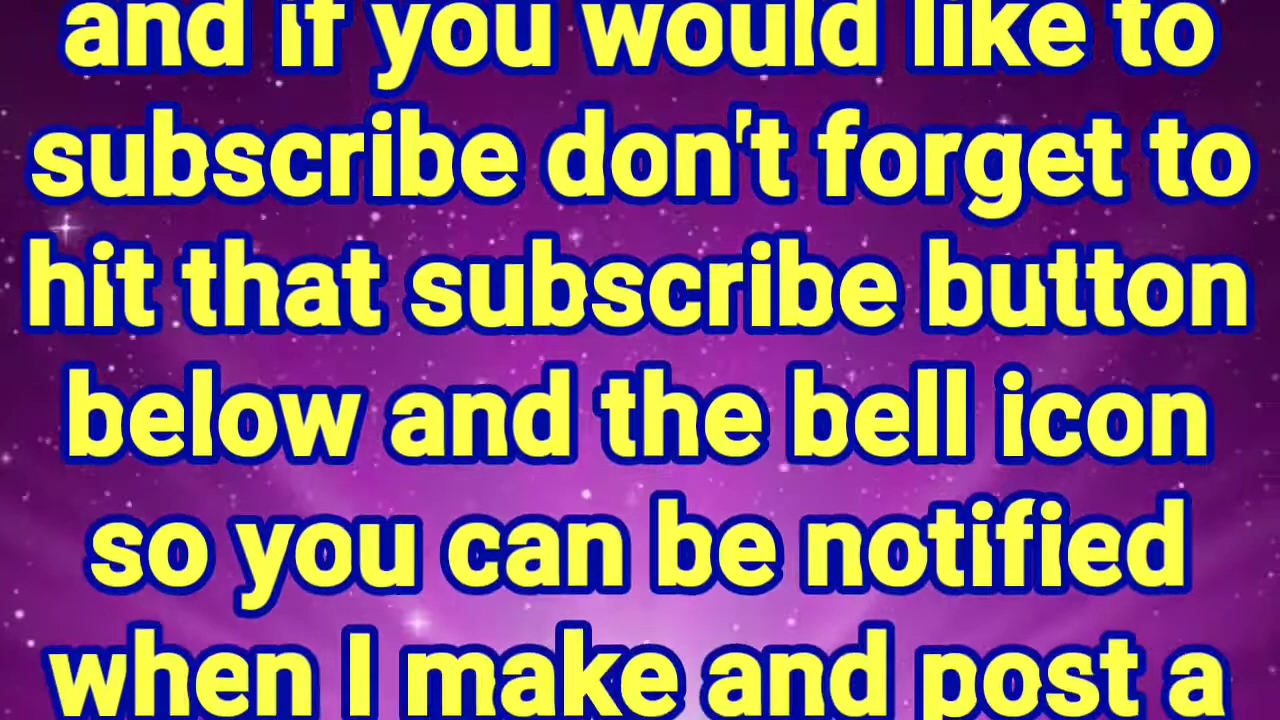 and if you would like to
subscribe don't forget to
hit that subscribe button
below and the bell icon
so you can be notified
when I make and post a